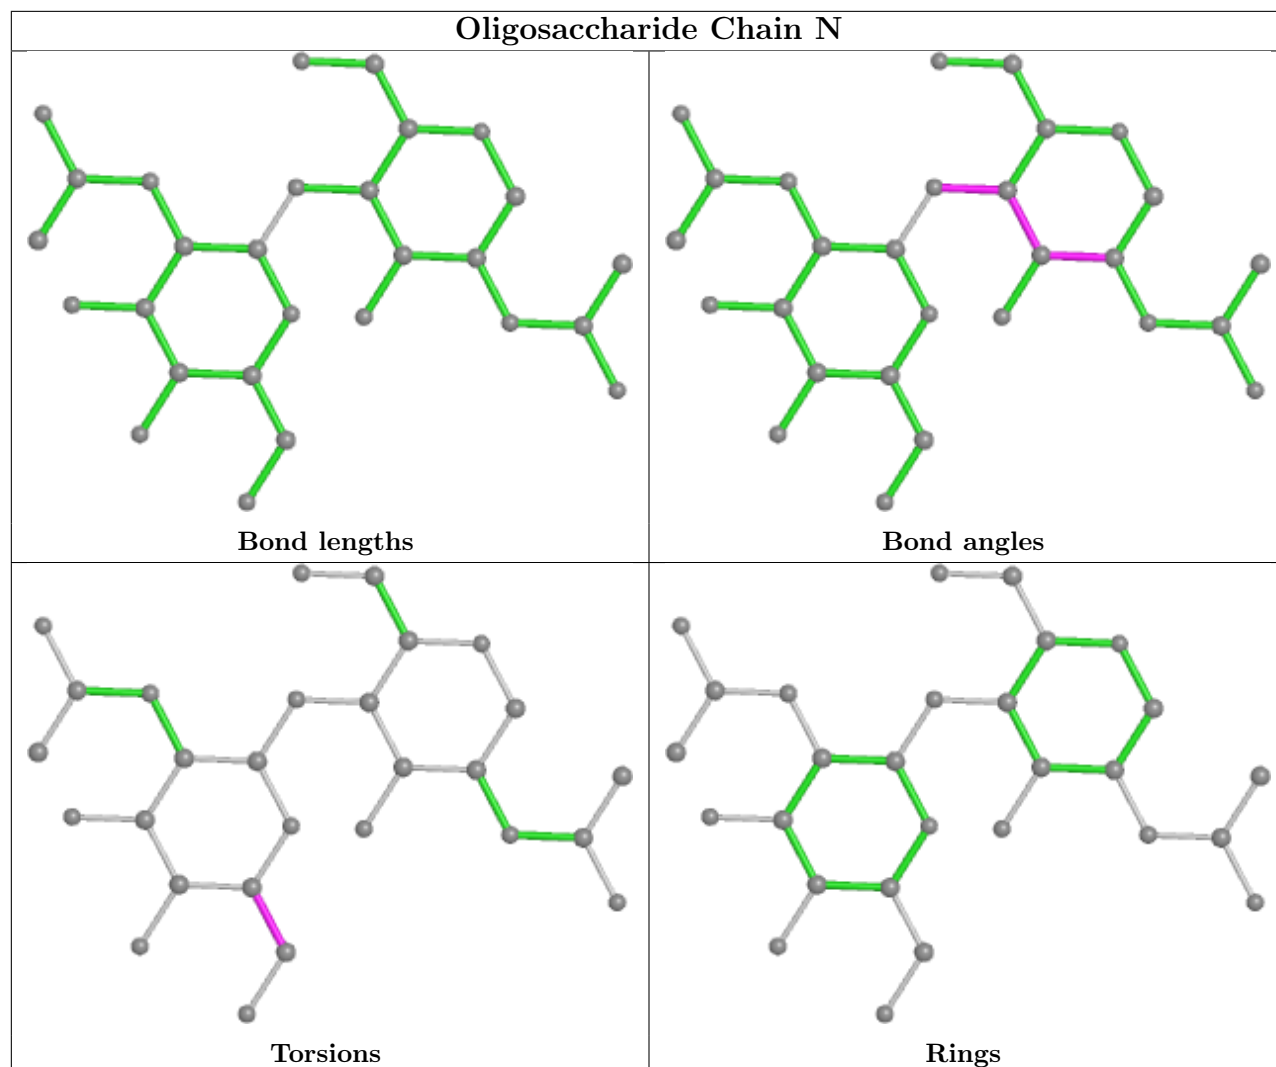 Oligosaccharide Chain N
Bond lengths
Bond angles
Torsions
Rings